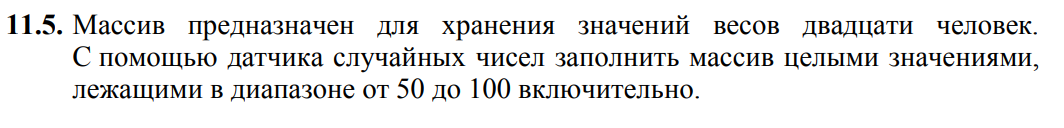 11.5. Массив предназначен для хранения значений весов двадцати человек.
С помощью датчика случайных чисел заполнить массив целыми значениями,
лежащими в диапазоне от 50 до 100 включительно.